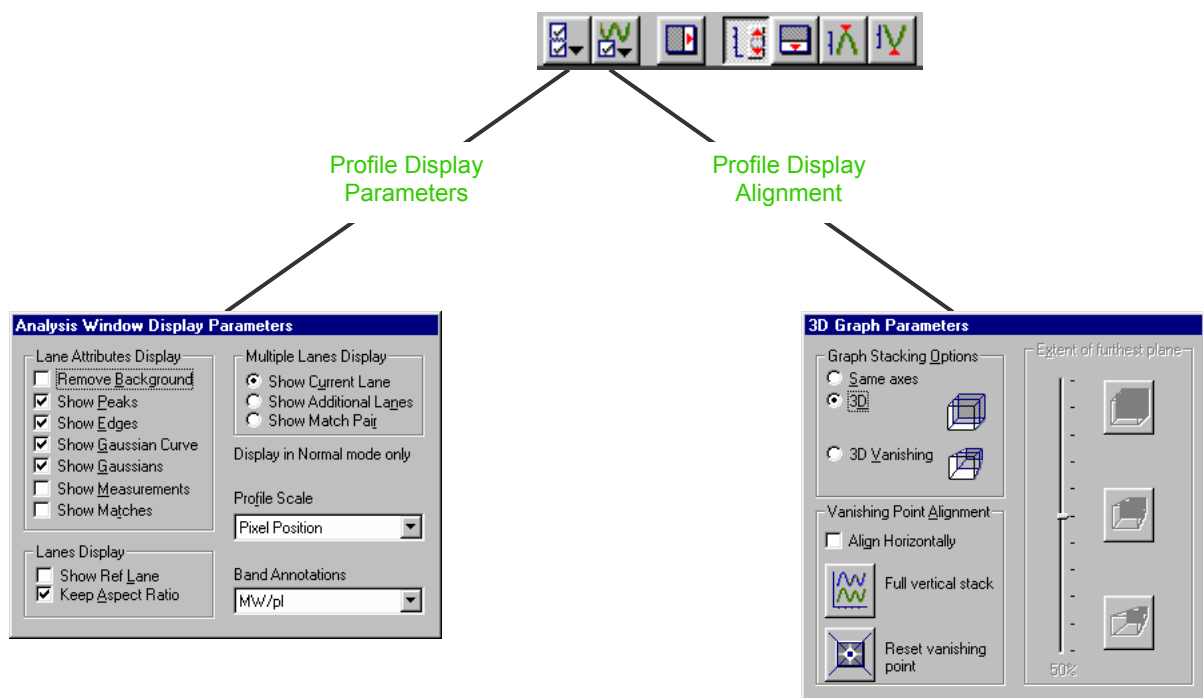 Profile Display
Parameters
Profile Display
Alignment
Analysis Window Display Parameters
Lane Attributes Display
Remove Background
Show Peaks
Show Edges
Show Gaussian Curve
Show Gaussians
Show Measurements
Show Matches
Lanes Display
Show Ref Lane
Keep Aspect Ratio
Multiple Lanes Display
Show Current Lane
Show Additional Lanes
Show Match Pair
Display in Normal mode only
Profile Scale
Pixel Position
Band Annotations
MW/pI
3D Graph Parameters
Graph Stacking Options
Same axes
3D
3D Vanishing
Vanishing Point Alignment
Align Horizontally
Full vertical stack
Reset vanishing
point
Extent of furthest plane
50%